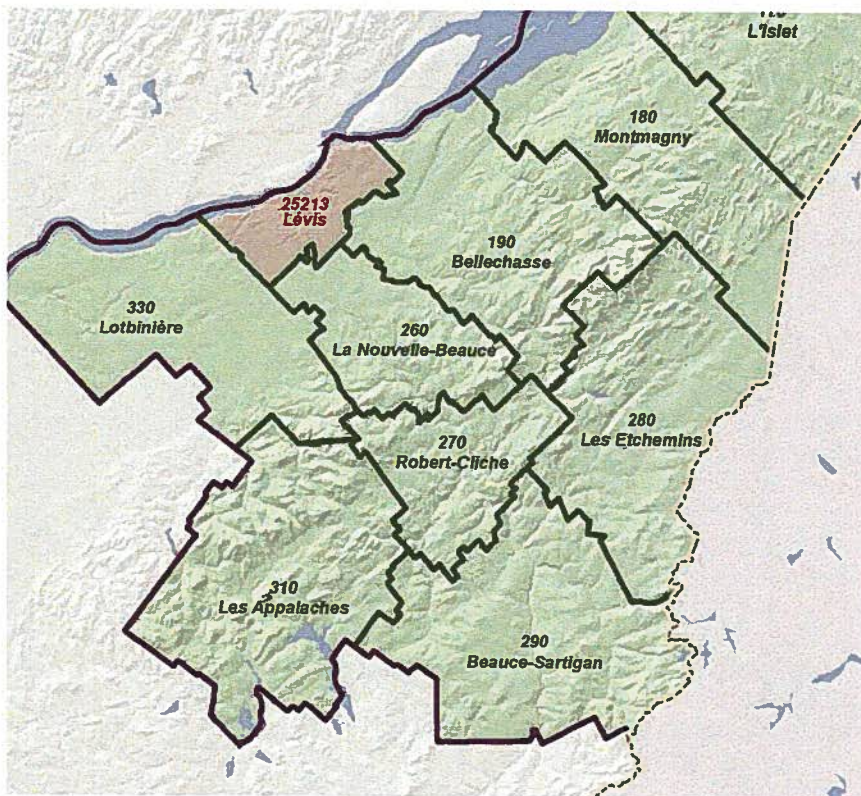 L'Islet
180
Montmagny
25213
Lévis
190
Bellechasse
330
Lotbinière
260
La Nouvelle-Beauce
280
Les Etchemins
270
Robert-Cliche
310
Les Appalaches
290
Beauce-Sartigan